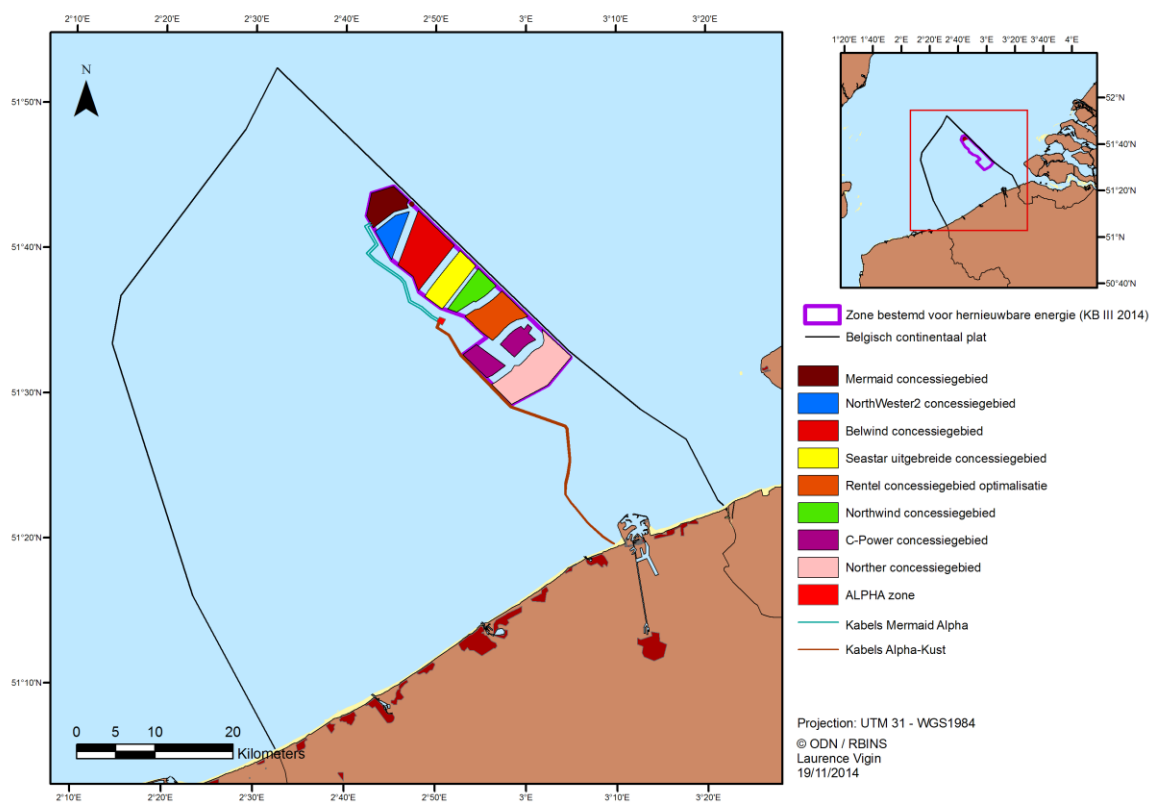 2°10'E 2°20'E 2°30'E 2°40'E 2°50'E 3°E 3°10'E 3°20'E
1°20'E 1°40'E 2°E 2°20'E 2°40'E 3°E 3°20'E 3°40'E 4°E
N
51°50'N
51°40'N
51°30'N
51°20'N
51°10'N
52°N
51°40'N
51°20'N
51°N
50°40'N
Zone bestemd voor hernieuwbare energie (KB III 2014)
Belgisch continentaal plat
Mermaid concessiegebied
NorthWester2 concessiegebied
Belwind concessiegebied
Seastar uitgebreide concessiegebied
Rentel concessiegebied optimalisatie
Northwind concessiegebied
C-Power concessiegebied
Norther concessiegebied
ALPHA zone
Kabels Mermaid Alpha
Kabels Alpha-Kust
0 5 10 20
Kilometers
Projection: UTM 31 - WGS1984
© ODN / RBINS
Laurence Vigin
19/11/2014
2°10'E 2°20'E 2°30'E 2°40'E 2°50'E 3°E 3°10'E 3°20'E